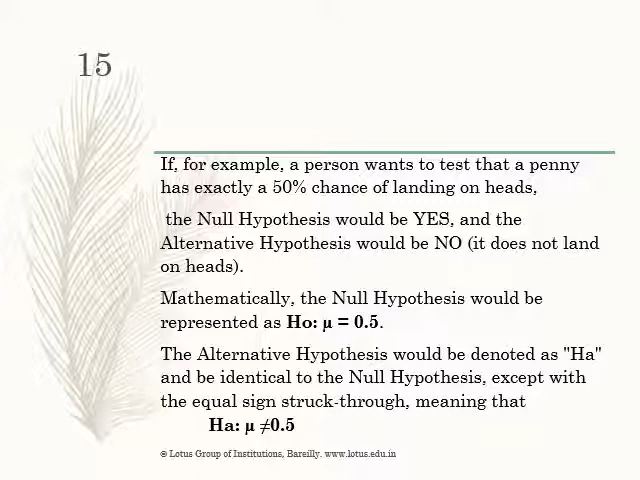 15
If, for example, a person wants to test that a penny
has exactly a 50% chance of landing on heads,
the Null Hypothesis would be YES, and the
Alternative Hypothesis would be NO (it does not land
on heads).
Mathematically, the Null Hypothesis would be
represented as Ho: µ = 0.5.
The Alternative Hypothesis would be denoted as "Ha"
and be identical to the Null Hypothesis, except with
the equal sign struck-through, meaning that
Ha: µ ≠0.5
© Lotus Group of Institutions, Bareilly. www.lotus.edu.in